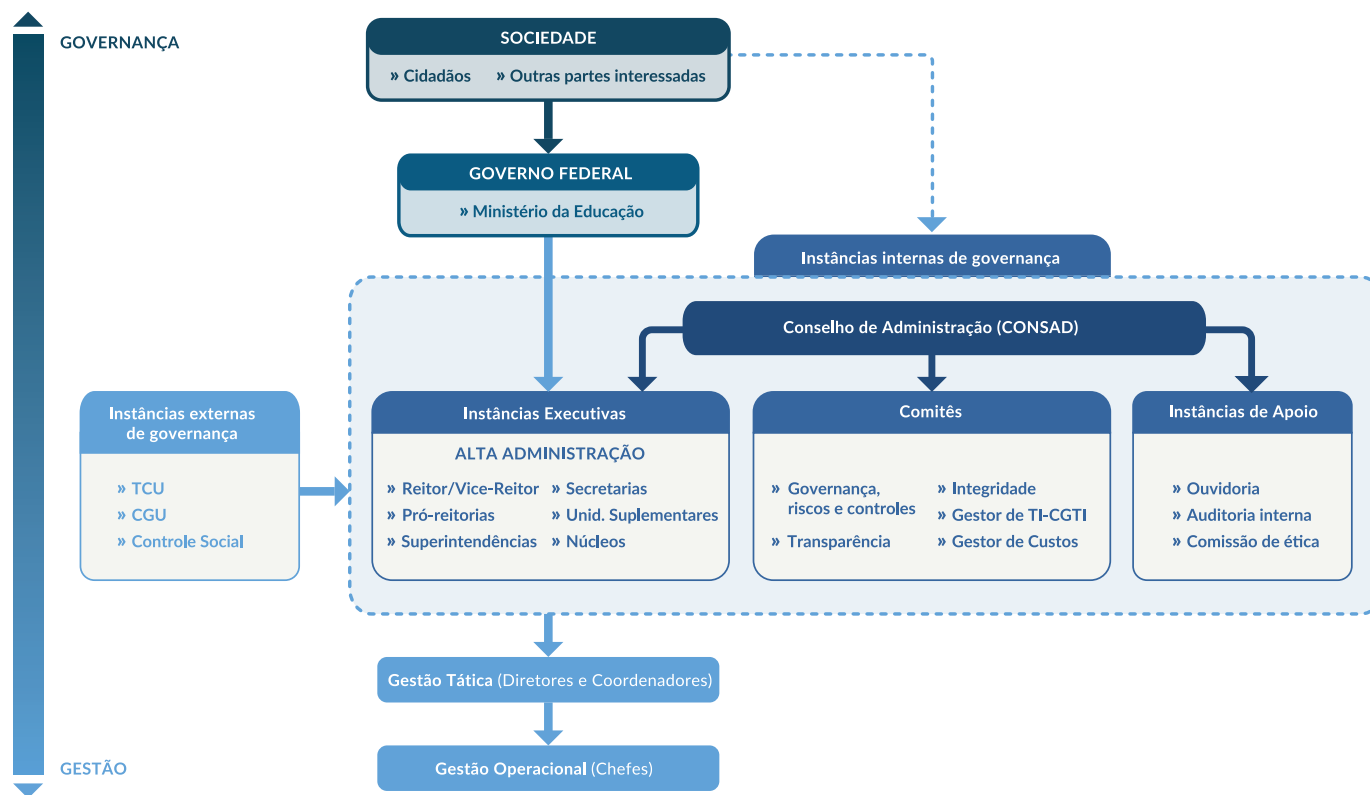 GOVERNANÇA
SOCIEDADE
» Cidadãos » Outras partes interessadas
GOVERNO FEDERAL
» Ministério da Educação
Instâncias internas de governança
Conselho de Administração (CONSAD)
Instâncias externas
de governança
» TCU
» CGU
» Controle Social
Instâncias Executivas
ALTA ADMINISTRAÇÃO
» Reitor/Vice-Reitor
» Pró-reitorias
» Superintendências
» Secretarias
» Unid. Suplementares
» Núcleos
Comitês
» Governança,
riscos e controles
» Transparência
» Integridade
» Gestor de TI-CGTI
» Gestor de Custos
Instâncias de Apoio
» Ouvidoria
» Auditoria interna
» Comissão de ética
Gestão Tática (Diretores e Coordenadores)
Gestão Operacional (Chefes)
GESTÃO